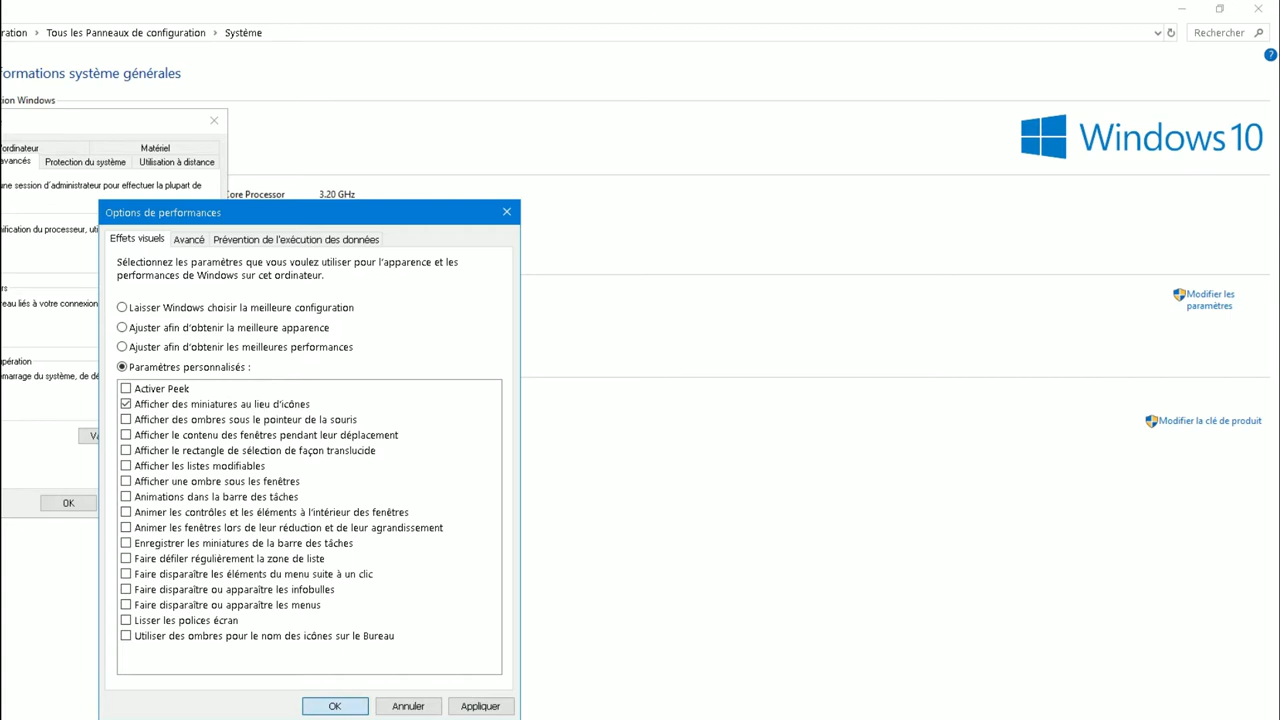 ration > Tous les Panneaux de configuration > Système
Rechercher
?
formations système générales
tion Windows
Windows 10
'ordinateur
Matériel
avancés
Protection du système
Utilisation à distance
une session d'administrateur pour effectuer la plupart de
Core Processor
3.20 GHz
Options de performances
nification du processeur, uti
Effets visuels
Avancé
Prévention de l'exécution des données
Sélectionnez les paramètres que vous voulez utiliser pour l'apparence et les
performances de Windows sur cet ordinateur.
rs
reau liés à votre connexion
Laisser Windows choisir la meilleure configuration
Ajuster afin d'obtenir la meilleure apparence
Ajuster afin d'obtenir les meilleures performances
Paramètres personnalisés :
Modifier les
paramètres
pération
émarrage du système, de dé
Activer Peek
Afficher des miniatures au lieu d'icônes
Afficher des ombres sous le pointeur de la souris
Afficher le contenu des fenêtres pendant leur déplacement
Afficher le rectangle de sélection de façon translucide
Afficher les listes modifiables
Afficher une ombre sous les fenêtres
Animations dans la barre des tâches
Animer les contrôles et les éléments à l'intérieur des fenêtres
Animer les fenêtres lors de leur réduction et de leur agrandissement
Enregistrer les miniatures de la barre des tâches
Faire défiler régulièrement la zone de liste
Faire disparaître les éléments du menu suite à un clic
Faire disparaître ou apparaître les infobulles
Faire disparaître ou apparaître les menus
Lisser les polices écran
Utiliser des ombres pour le nom des icônes sur le Bureau
Modifier la clé de produit
OK
OK
Annuler
Appliquer